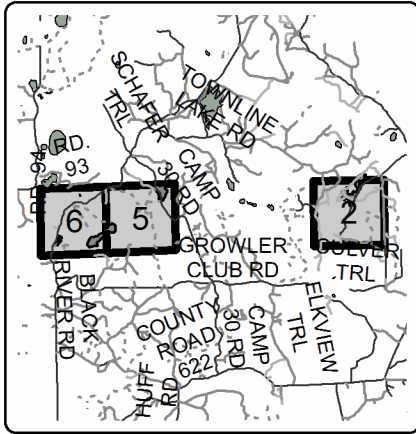 SCHAFER
TRL
TOWNLINE
LAKE RD
RD.
93
CAMP
30 RD
6
5
2
GROWLER
CLUB RD
CULVER
TRL
BLACK
RIVER RD
COUNTY
ROAD
622
HUFF
RD
CAMP
30 RD
ELKVIEW
TRL